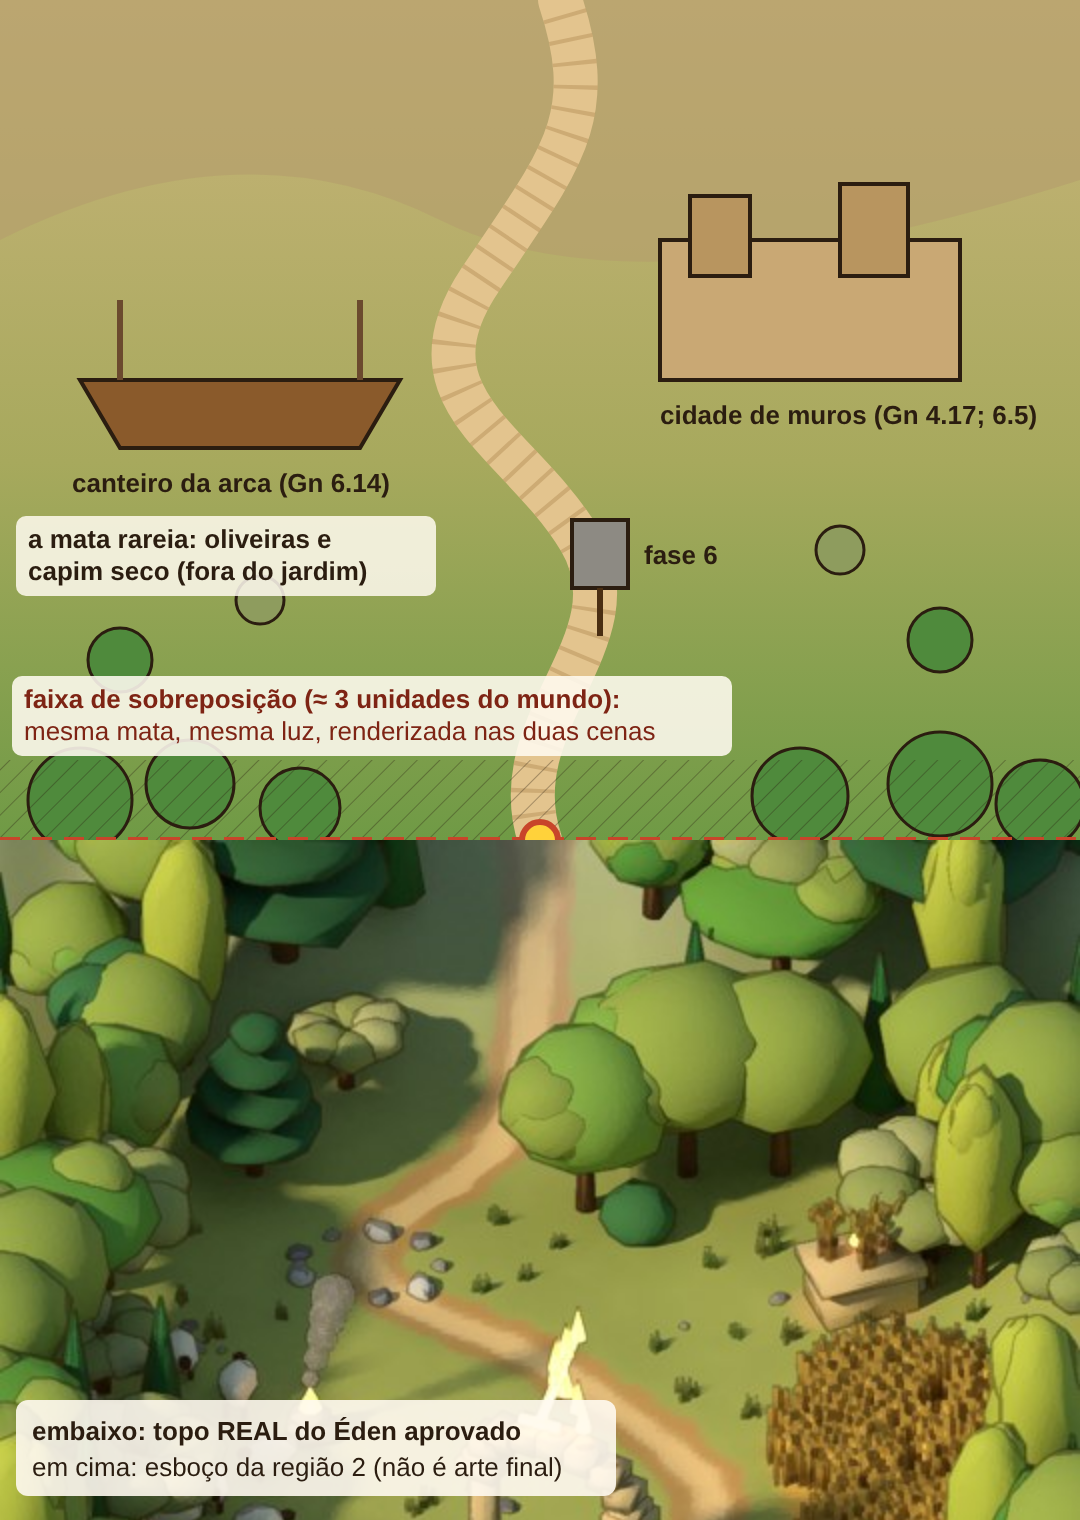 cidade de muros (Gn 4.17; 6.5)
canteiro da arca (Gn 6.14)
a mata rareia: oliveiras e
capim seco (fora do jardim)
fase 6
faixa de sobreposição (≈ 3 unidades do mundo):
mesma mata, mesma luz, renderizada nas duas cenas
embaixo: topo REAL do Éden aprovado
em cima: esboço da região 2 (não é arte final)